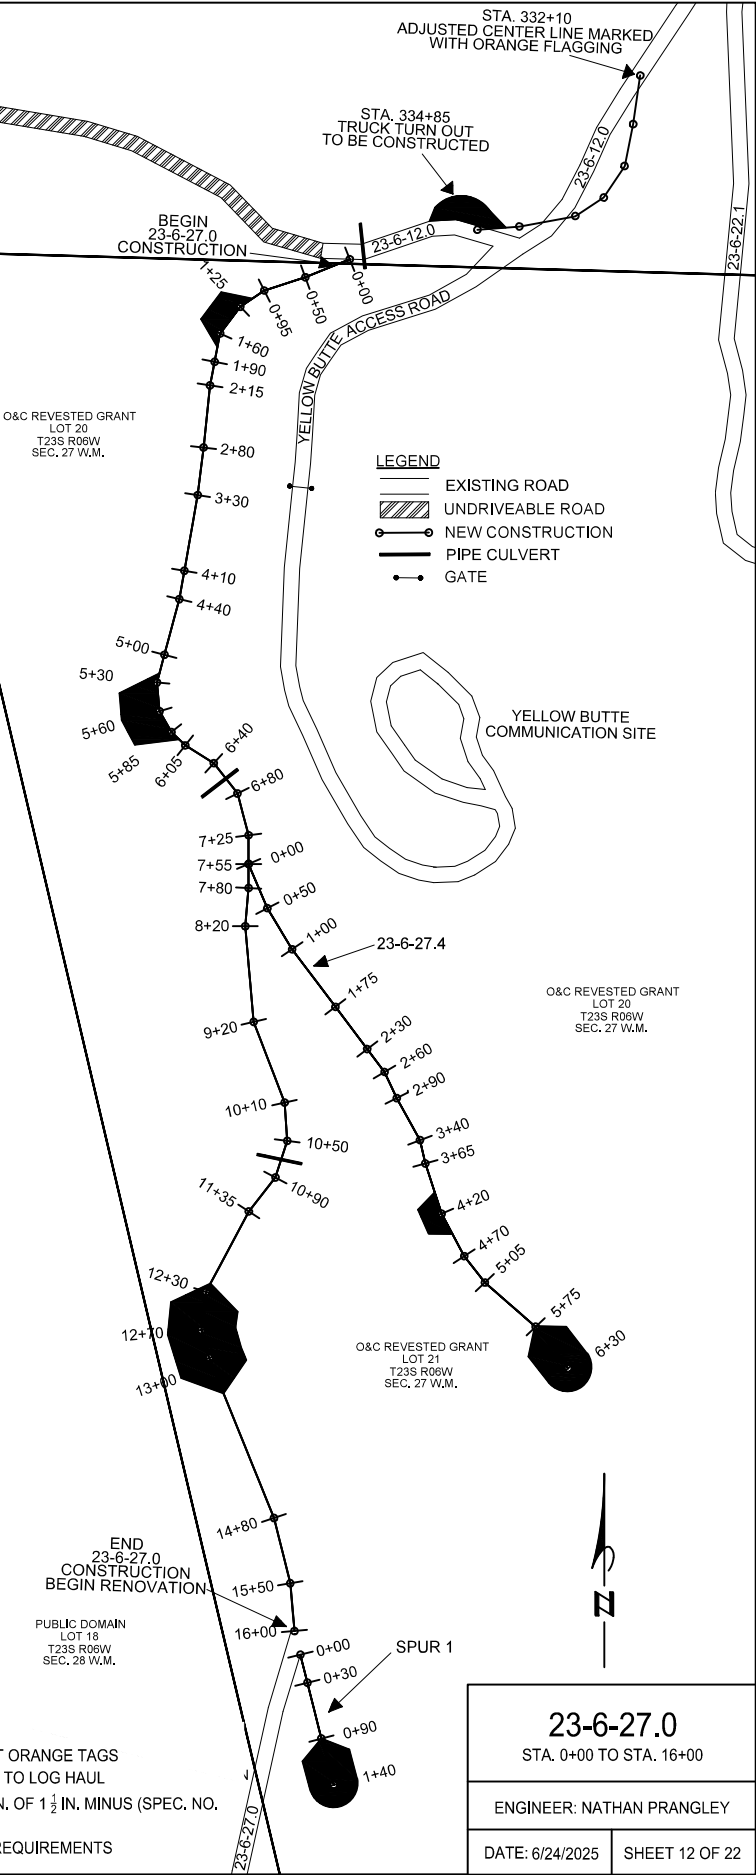 STA. 332+10
ADJUSTED CENTER LINE MARKED
WITH ORANGE FLAGGING
STA. 334+85
TRUCK TURN OUT
TO BE CONSTRUCTED
23-6-12.0
23-6-22.1
BEGIN
23-6-27.0
CONSTRUCTION
23-6-12.0
0+00
0+50
0+95
1+25
1+60
1+90
2+15
2+80
3+30
4+10
4+40
5+00
5+30
5+60
5+85
6+05
6+40
6+80
7+25
7+55
7+80
8+20
9+20
10+10
10+50
10+90
11+35
12+30
12+70
13+00
14+80
15+50
16+00
YELLOW BUTTE ACCESS ROAD
O&C REVESTED GRANT
LOT 20
T23S R06W
SEC. 27 W.M.
LEGEND
EXISTING ROAD
UNDRIVEABLE ROAD
NEW CONSTRUCTION
PIPE CULVERT
GATE
YELLOW BUTTE
COMMUNICATION SITE
0+00
0+50
1+00
23-6-27.4
1+75
2+30
2+60
2+90
3+40
3+65
4+20
4+70
5+05
5+75
6+30
O&C REVESTED GRANT
LOT 20
T23S R06W
SEC. 27 W.M.
O&C REVESTED GRANT
LOT 21
T23S R06W
SEC. 27 W.M.
END
23-6-27.0
CONSTRUCTION
BEGIN RENOVATION
PUBLIC DOMAIN
LOT 18
T23S R06W
SEC. 28 W.M.
SPUR 1
0+00
0+30
0+90
1+40
23-6-27.0
N
T ORANGE TAGS
TO LOG HAUL
N. OF 1 1/2 IN. MINUS (SPEC. NO.
REQUIREMENTS
23-6-27.0
STA. 0+00 TO STA. 16+00
ENGINEER: NATHAN PRANGLEY
DATE: 6/24/2025
SHEET 12 OF 22